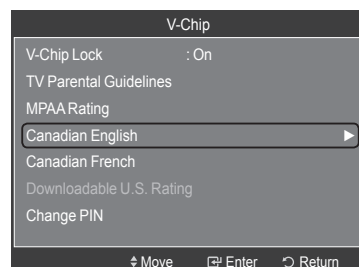 V-Chip
V-Chip Lock : On
TV Parental Guidelines
MPAA Rating
Canadian English
Canadian French
Downloadable U.S. Rating
Change PIN
Move Enter Return